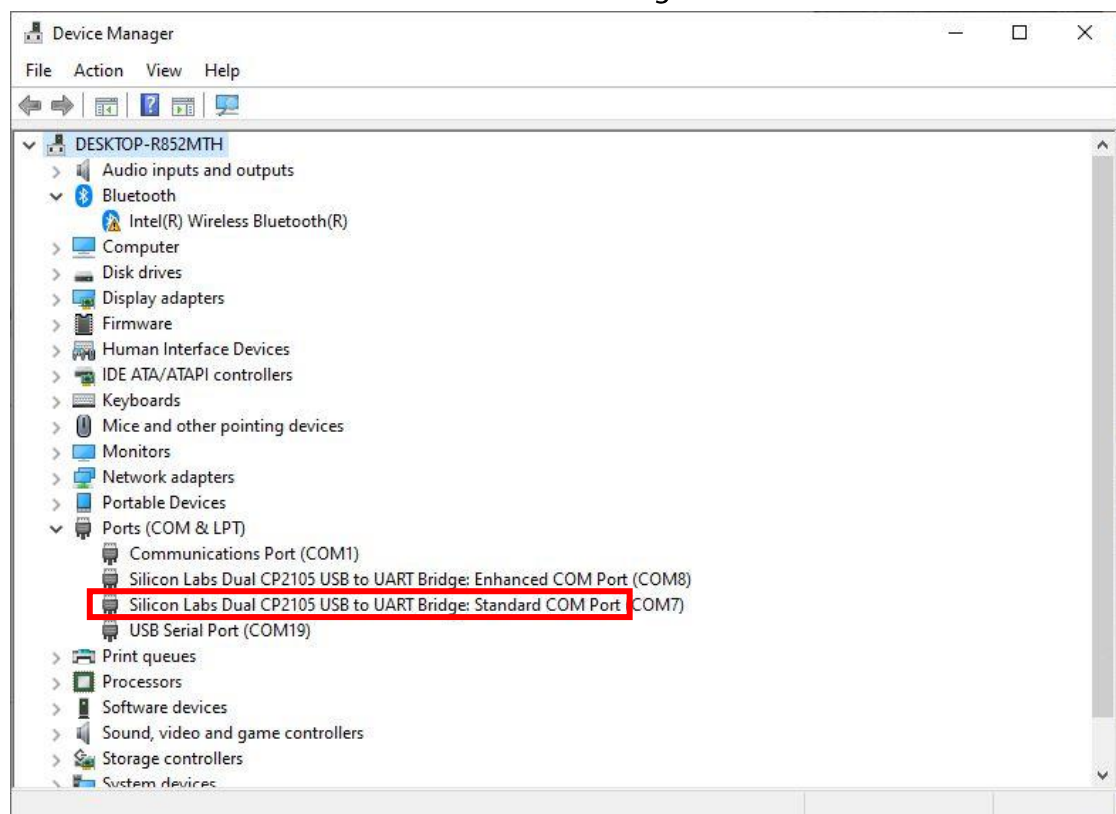 Device Manager
File Action View Help
DESKTOP-R852MTH
Audio inputs and outputs
Bluetooth
Intel(R) Wireless Bluetooth(R)
Computer
Disk drives
Display adapters
Firmware
Human Interface Devices
IDE ATA/ATAPI controllers
Keyboards
Mice and other pointing devices
Monitors
Network adapters
Portable Devices
Ports (COM & LPT)
Communications Port (COM1)
Silicon Labs Dual CP2105 USB to UART Bridge: Enhanced COM Port (COM8)
Silicon Labs Dual CP2105 USB to UART Bridge: Standard COM Port (COM7)
USB Serial Port (COM19)
Print queues
Processors
Software devices
Sound, video and game controllers
Storage controllers
System devices